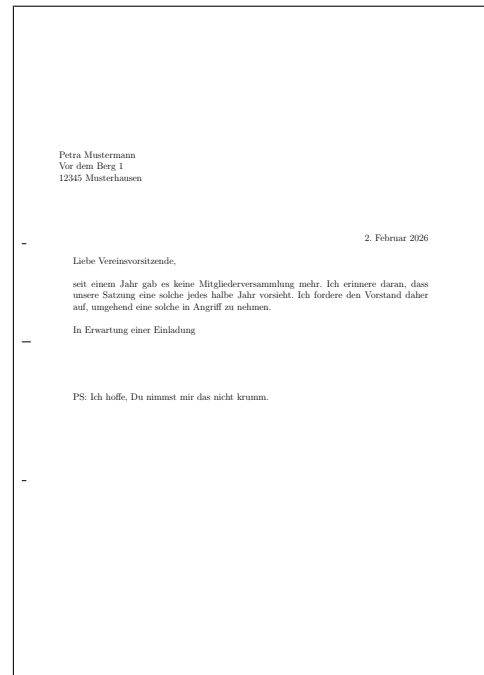 Petra Mustermann
Vor dem Berg 1
12345 Musterhausen
2. Februar 2026
Liebe Vereinsvorsitzende,
seit einem Jahr gab es keine Mitgliederversammlung mehr. Ich erinnere daran, dass
unsere Satzung eine solche jedes halbe Jahr vorsieht. Ich fordere den Vorstand daher
auf, umgehend eine solche in Angriff zu nehmen.
In Erwartung einer Einladung
PS: Ich hoffe, Du nimmst mir das nicht krumm.